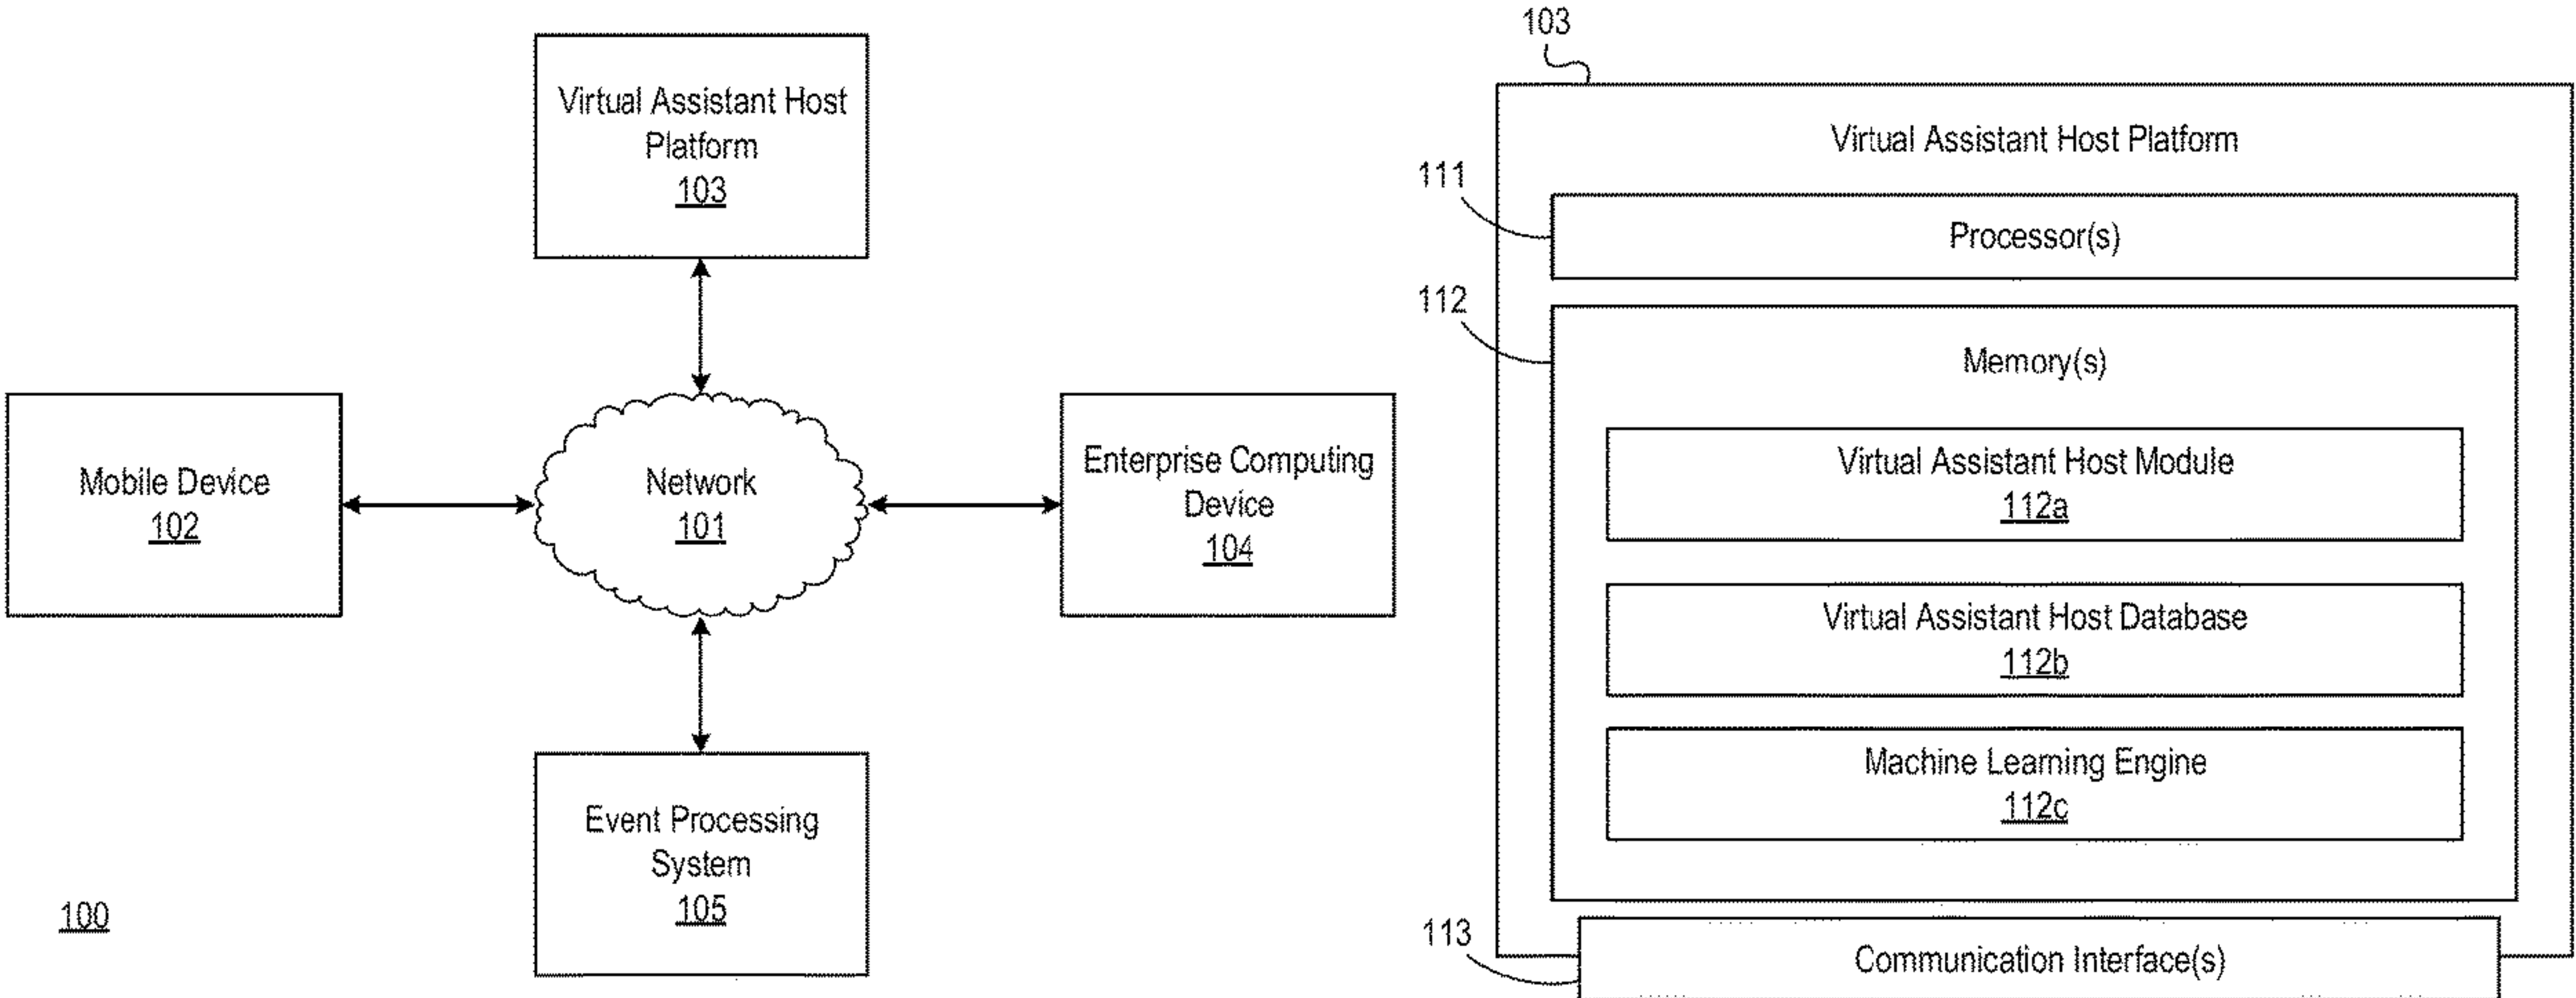 Virtual Assistant Host
Platform
103
Mobile Device
102
Network
101
Enterprise Computing
Device
104
Event Processing
System
105
100
103
Virtual Assistant Host Platform
111
Processor(s)
112
Memory(s)
Virtual Assistant Host Module
112a
Virtual Assistant Host Database
112b
Machine Learning Engine
112c
113
Communication Interface(s)